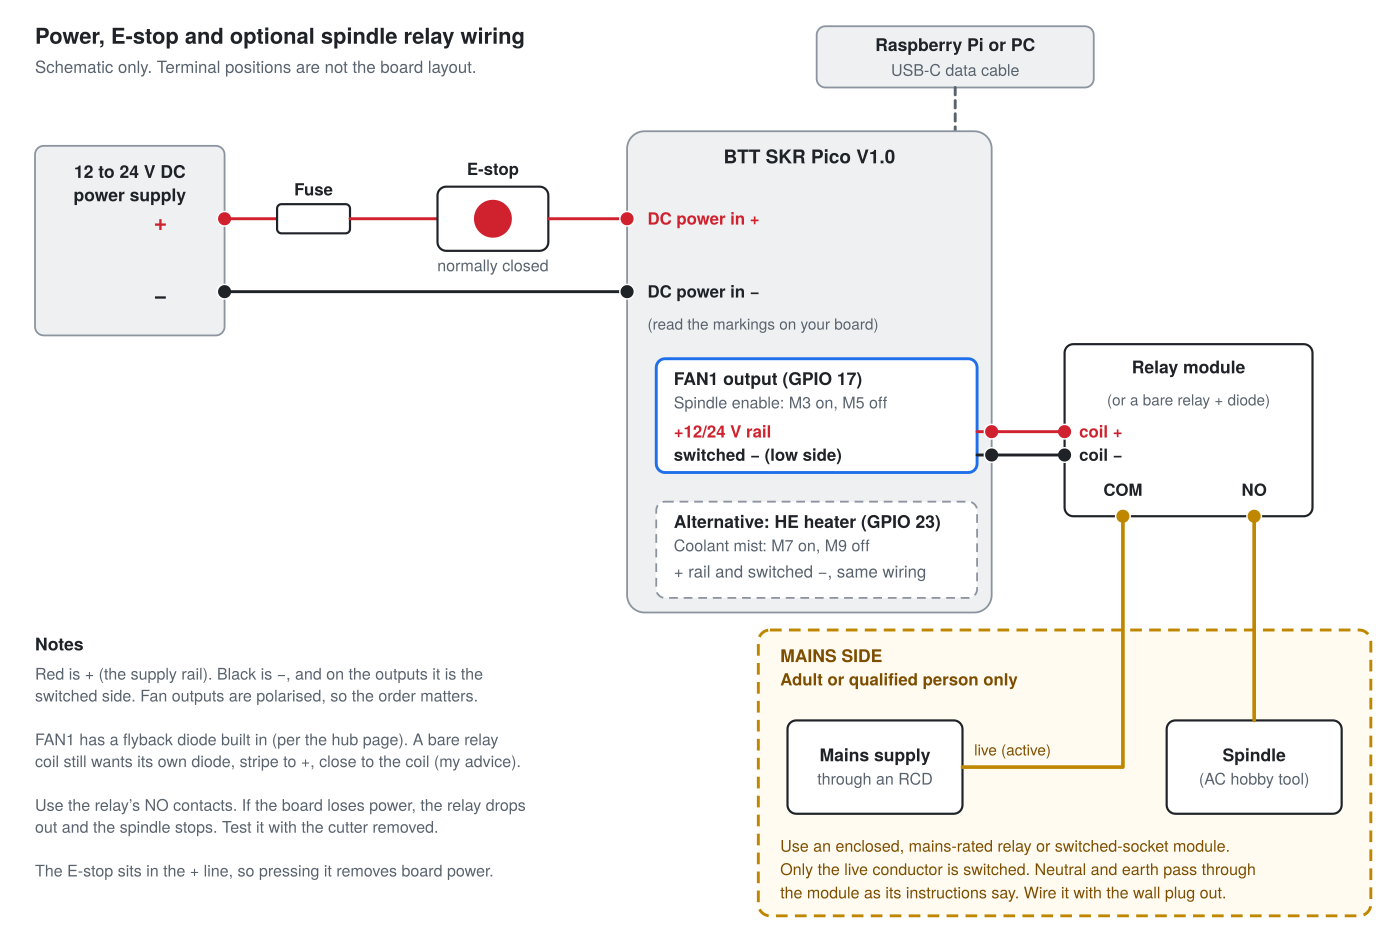 Power, E-stop and optional spindle relay wiring
Schematic only. Terminal positions are not the board layout.
Raspberry Pi or PC
USB-C data cable
12 to 24 V DC
power supply
+
−
Fuse
E-stop
normally closed
BTT SKR Pico V1.0
DC power in +
DC power in −
(read the markings on your board)
FAN1 output (GPIO 17)
Spindle enable: M3 on, M5 off
+12/24 V rail
switched − (low side)
Alternative: HE heater (GPIO 23)
Coolant mist: M7 on, M9 off
+ rail and switched −, same wiring
Relay module
(or a bare relay + diode)
coil +
coil −
COM
NO
Notes
Red is + (the supply rail). Black is −, and on the outputs it is the
switched side. Fan outputs are polarised, so the order matters.
FAN1 has a flyback diode built in (per the hub page). A bare relay
coil still wants its own diode, stripe to +, close to the coil (my advice).
Use the relay’s NO contacts. If the board loses power, the relay drops
out and the spindle stops. Test it with the cutter removed.
The E-stop sits in the + line, so pressing it removes board power.
MAINS SIDE
Adult or qualified person only
Mains supply
through an RCD
live (active)
Spindle
(AC hobby tool)
Use an enclosed, mains-rated relay or switched-socket module.
Only the live conductor is switched. Neutral and earth pass through
the module as its instructions say. Wire it with the wall plug out.